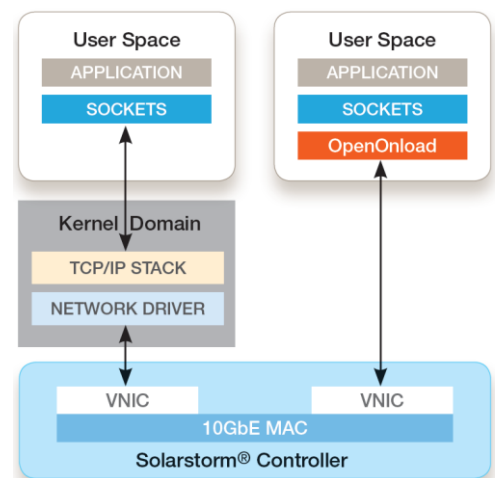 User Space
APPLICATION
SOCKETS
Kernel Domain
TCP/IP STACK
NETWORK DRIVER
User Space
APPLICATION
SOCKETS
OpenOnload
VNIC
VNIC
10GbE MAC
Solarstorm® Controller